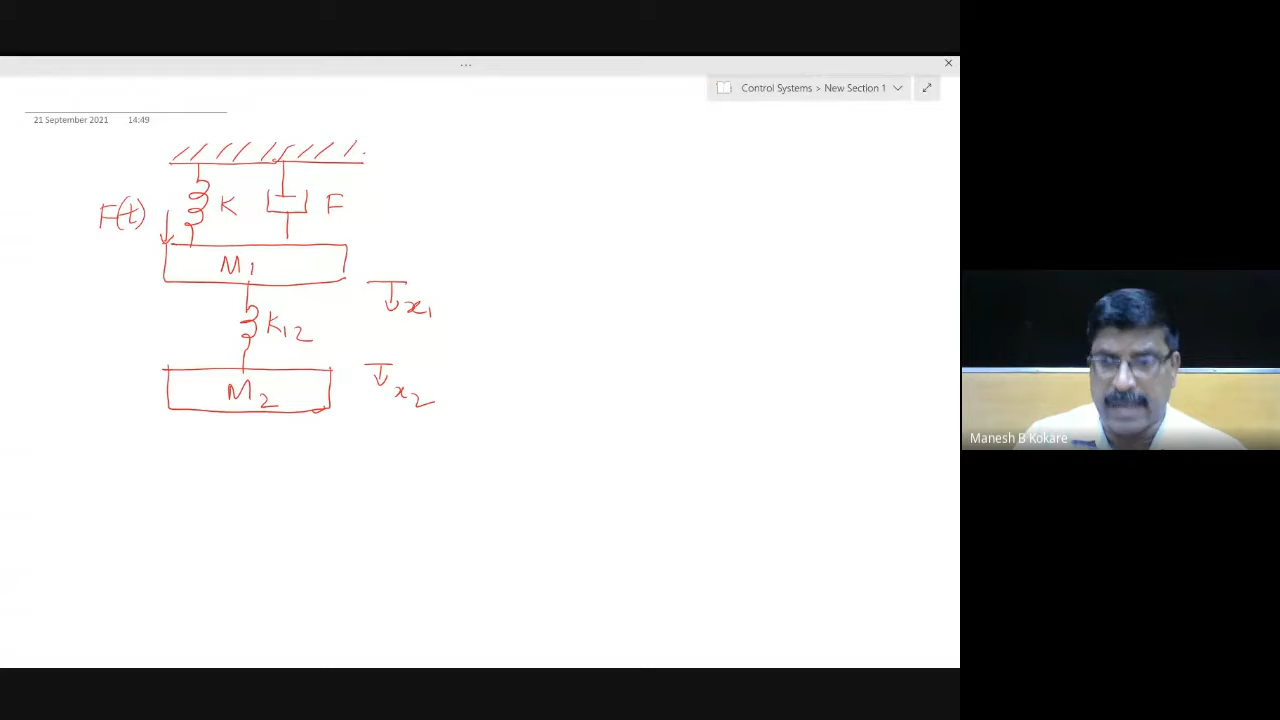 Control Systems > New Section 1
21 September 2021 14:49
F(t)
K
F
M1
x1
K12
M2
x2
Manesh B Kokare